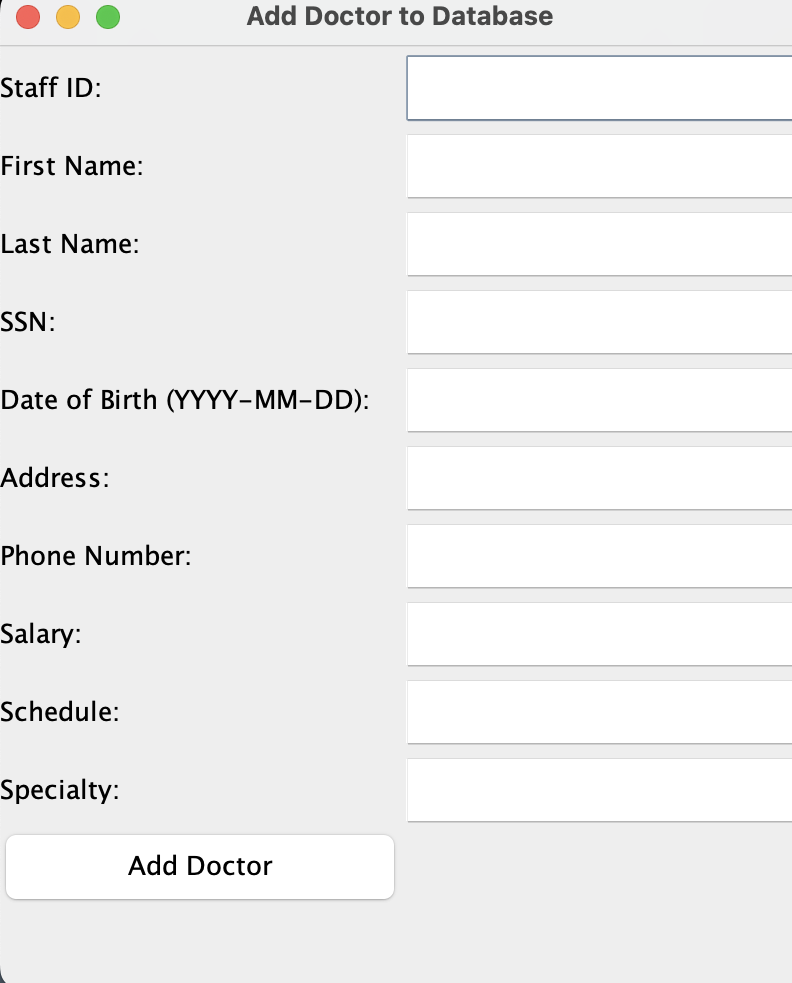 Add Doctor to Database
Staff ID:
First Name:
Last Name:
SSN:
Date of Birth (YYYY-MM-DD):
Address:
Phone Number:
Salary:
Schedule:
Specialty:
Add Doctor